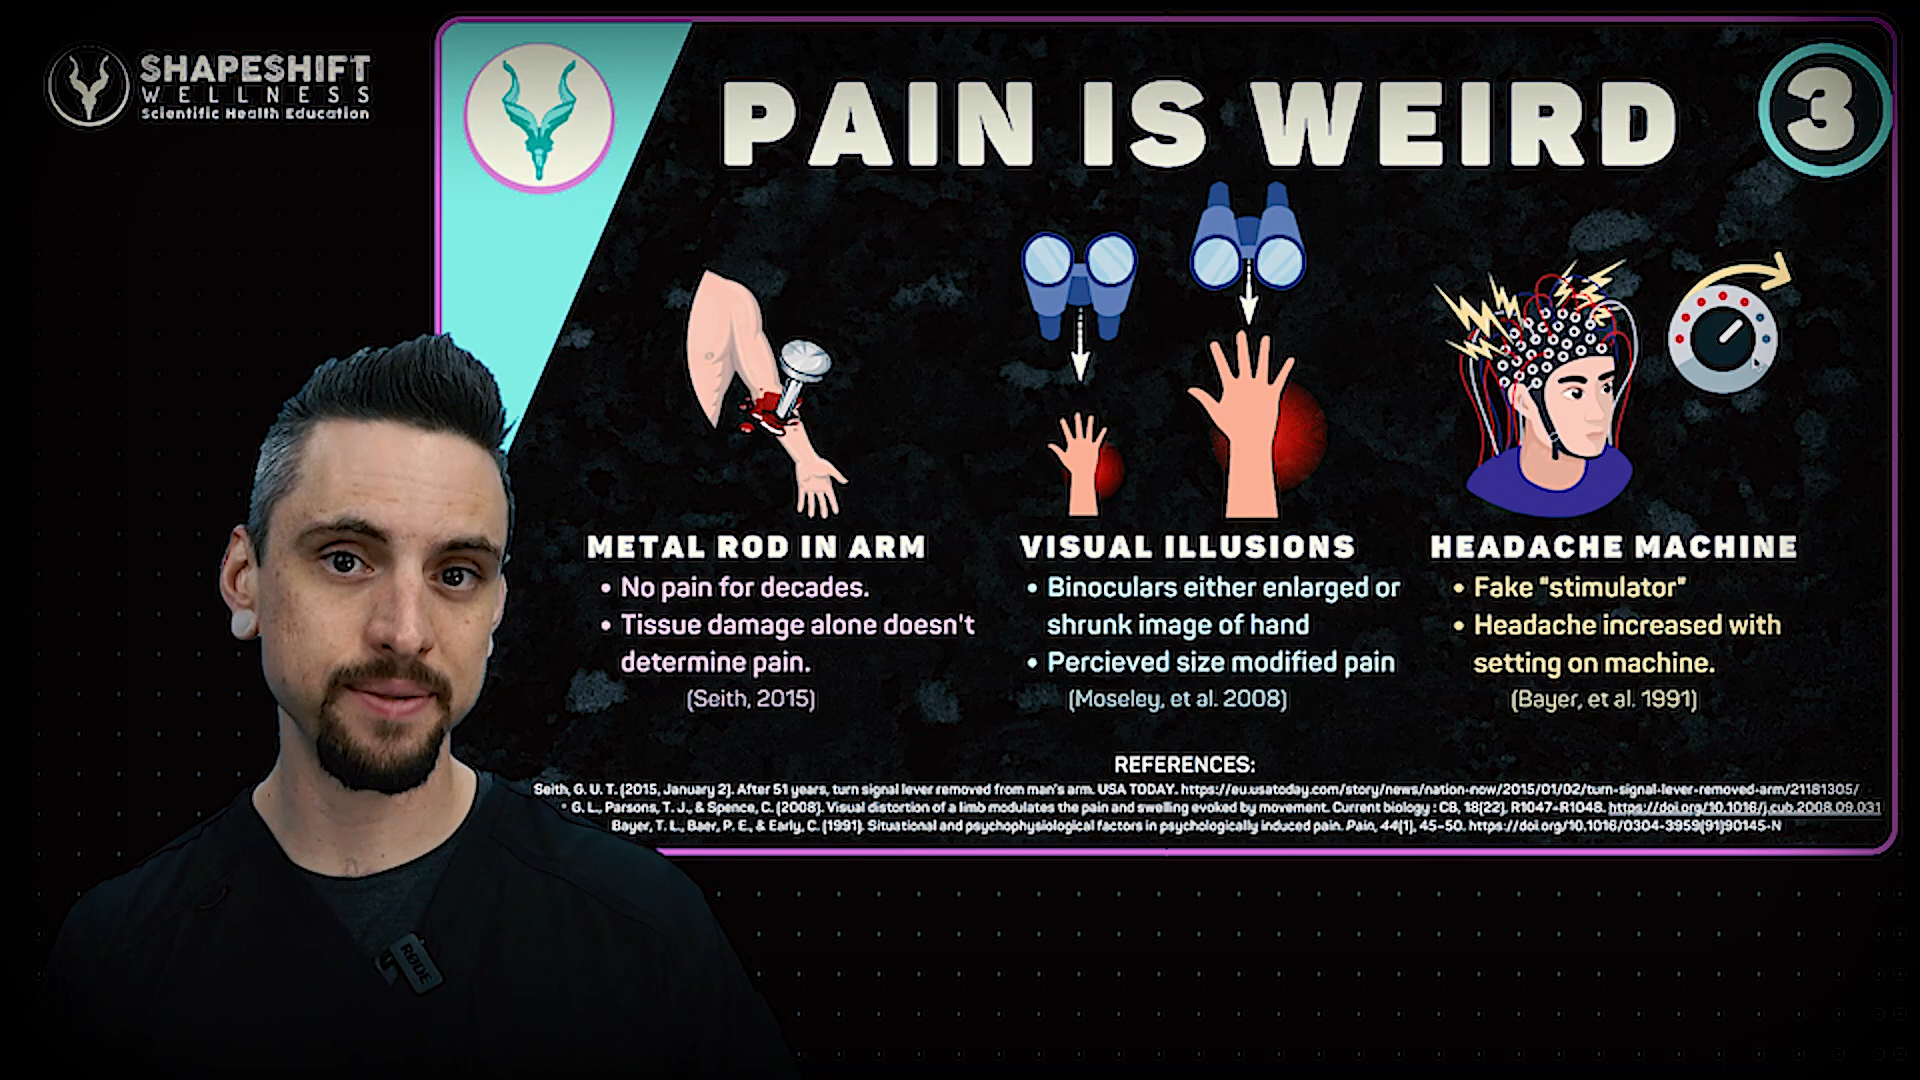 SHAPESHIFT
WELLNESS
Scientific Health Education
PAIN IS WEIRD
3
METAL ROD IN ARM
• No pain for decades.
• Tissue damage alone doesn't
determine pain.
(Seith, 2015)
VISUAL ILLUSIONS
• Binoculars either enlarged or
shrunk image of hand
• Percieved size modified pain
(Moseley, et al. 2008)
HEADACHE MACHINE
• Fake "stimulator"
• Headache increased with
setting on machine.
(Bayer, et al. 1991)
REFERENCES:
Seith, G. U. T. (2015, January 2). After 51 years, turn signal lever removed from man's arm. USA TODAY. https://eu.usatoday.com/story/news/nation-now/2015/01/02/turn-signal-lever-removed-arm/21181305/
G. L., Parsons, T. J., & Spence, C. (2008). Visual distortion of a limb modulates the pain and swelling evoked by movement. Current biology : CB, 18(22), R1047–R1048. https://doi.org/10.1016/j.cub.2008.09.031
Bayer, T. L., Baer, P. E., & Early, C. (1991). Situational and psychophysiological factors in psychologically induced pain. Pain, 44(1), 45–50. https://doi.org/10.1016/0304-3959(91)90145-N
RØDE